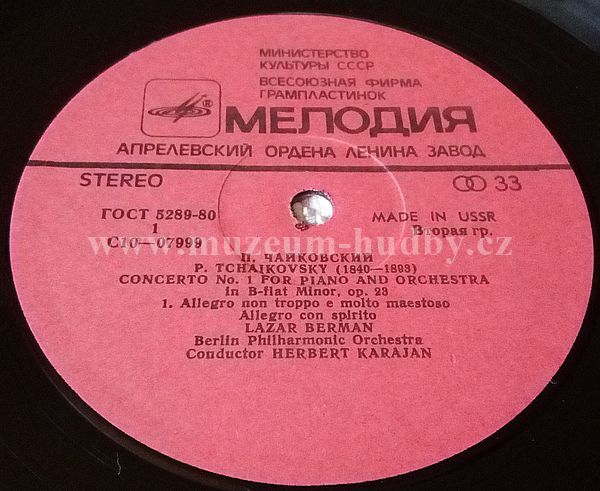 МИНИСТЕРСТВО
КУЛЬТУРЫ СССР
ВСЕСОЮЗНАЯ ФИРМА
ГРАМПЛАСТИНОК
®
МЕЛОДИЯ
АПРЕЛЕВСКИЙ ОРДЕНА ЛЕНИНА ЗАВОД
STEREO 33
ГОСТ 5289-80 MADE IN USSR
1 Вторая гр.
С10—07999
www.muzeum-hudby.cz
П. ЧАЙКОВСКИЙ
P. TCHAIKOVSKY (1840—1893)
CONCERTO No. 1 FOR PIANO AND ORCHESTRA
in B-flat Minor, op. 23
1. Allegro non troppo e molto maestoso
Allegro con spirito
LAZAR BERMAN
Berlin Philharmonic Orchestra
Conductor HERBERT KARAJAN